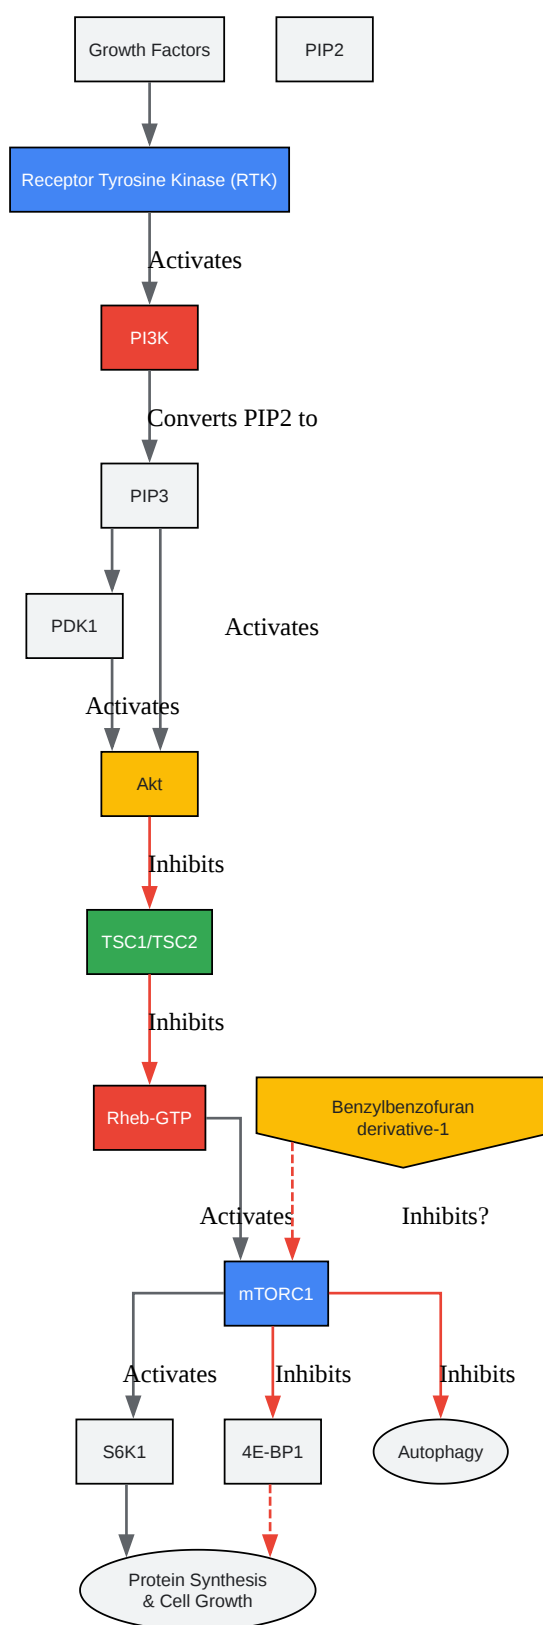 Growth Factors
PIP2
Receptor Tyrosine Kinase (RTK)
Activates
PI3K
Converts PIP2 to
PIP3
PDK1
Activates
Activates
Akt
Inhibits
TSC1/TSC2
Inhibits
Rheb-GTP
Benzylbenzofuran
derivative-1
Activates
Inhibits?
mTORC1
Activates
Inhibits
Inhibits
S6K1
4E-BP1
Autophagy
Protein Synthesis
& Cell Growth